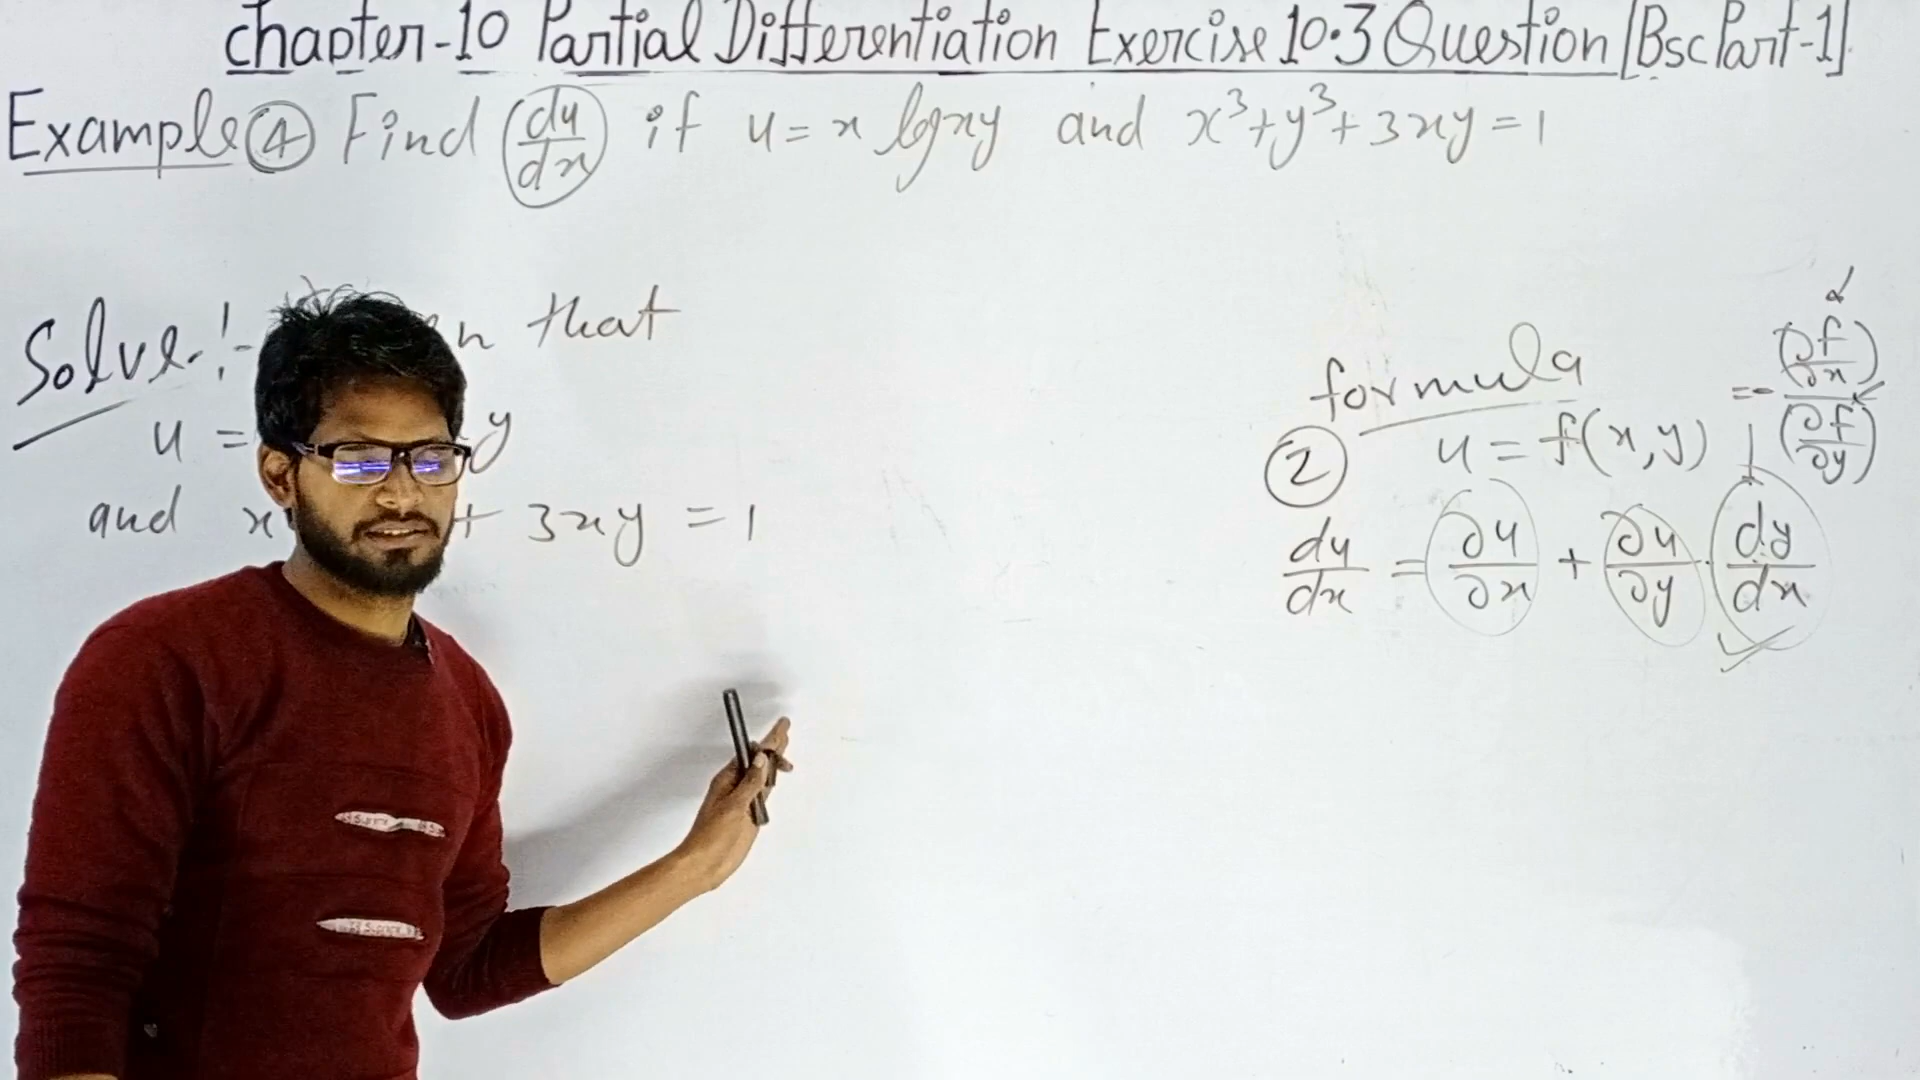 Chapter-10 Partial Differentiation Exercise 10.3 Question [Bsc Part-1]
Example ④ Find (du/dx) if u = x log xy and x³+y³+3xy = 1
Solve:- that
u = y
and x + 3xy = 1
formula
② u = f(x,y)
= - (∂f/∂x) / (∂f/∂y)
du/dx = ∂u/∂x + ∂u/∂y · dy/dx